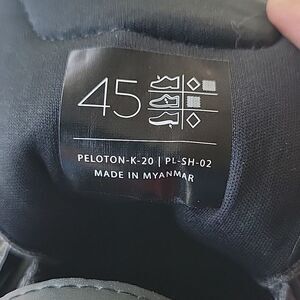 45
PELOTON-K-20 | PL-SH-02
MADE IN MYANMAR